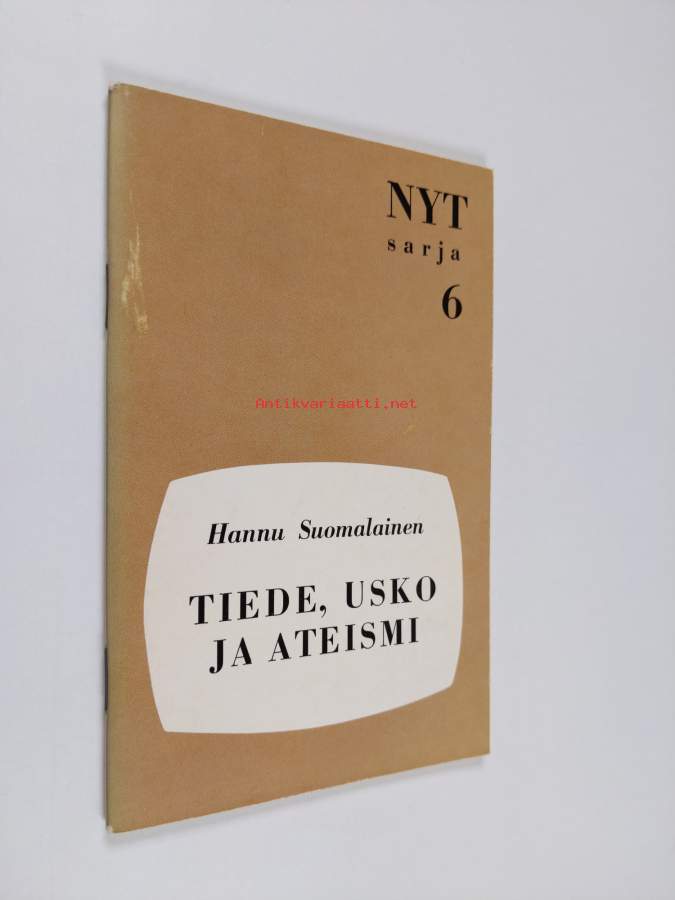 NYT
sarja
6
Antikvariaatti.net
Hannu Suomalainen
TIEDE, USKO
JA ATEISMI